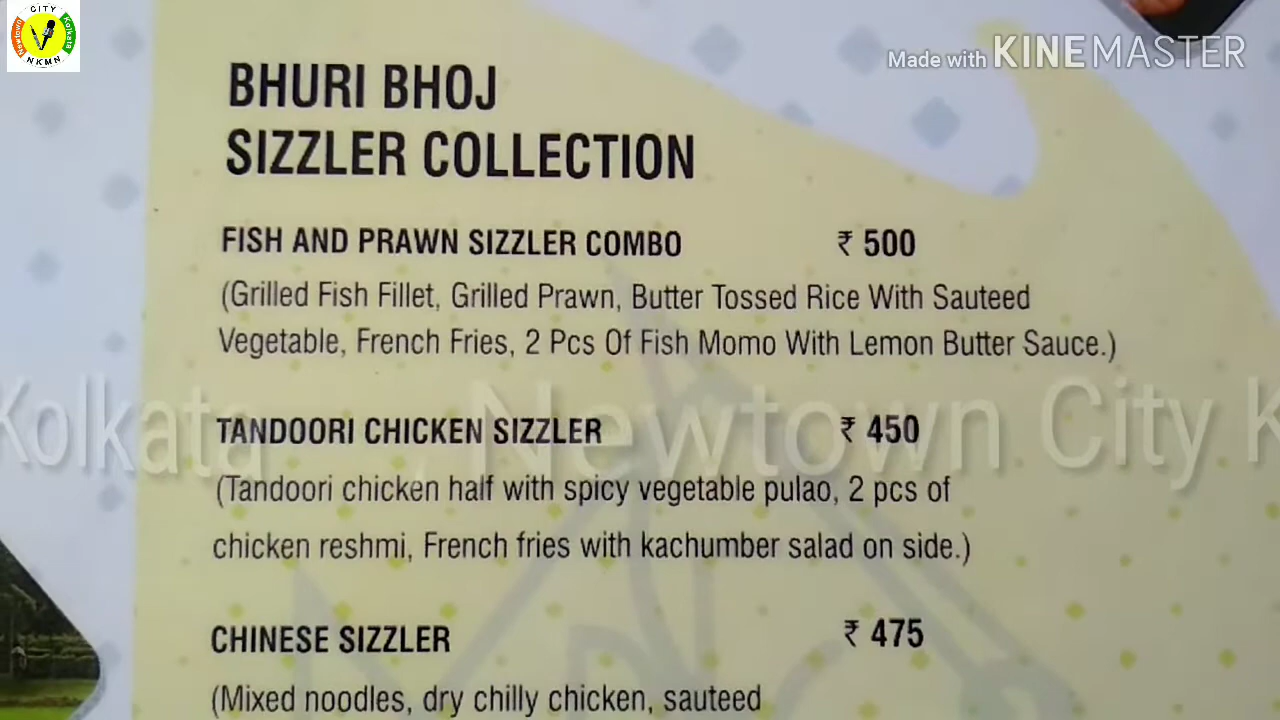 CITY
Newtown
Kolkata
NKMN
Made with KINEMASTER
BHURI BHOJ
SIZZLER COLLECTION
FISH AND PRAWN SIZZLER COMBO ₹ 500
(Grilled Fish Fillet, Grilled Prawn, Butter Tossed Rice With Sauteed
Vegetable, French Fries, 2 Pcs Of Fish Momo With Lemon Butter Sauce.)
Kolkata , Newtown City K
TANDOORI CHICKEN SIZZLER ₹ 450
(Tandoori chicken half with spicy vegetable pulao, 2 pcs of
chicken reshmi, French fries with kachumber salad on side.)
CHINESE SIZZLER ₹ 475
(Mixed noodles, dry chilly chicken, sauteed